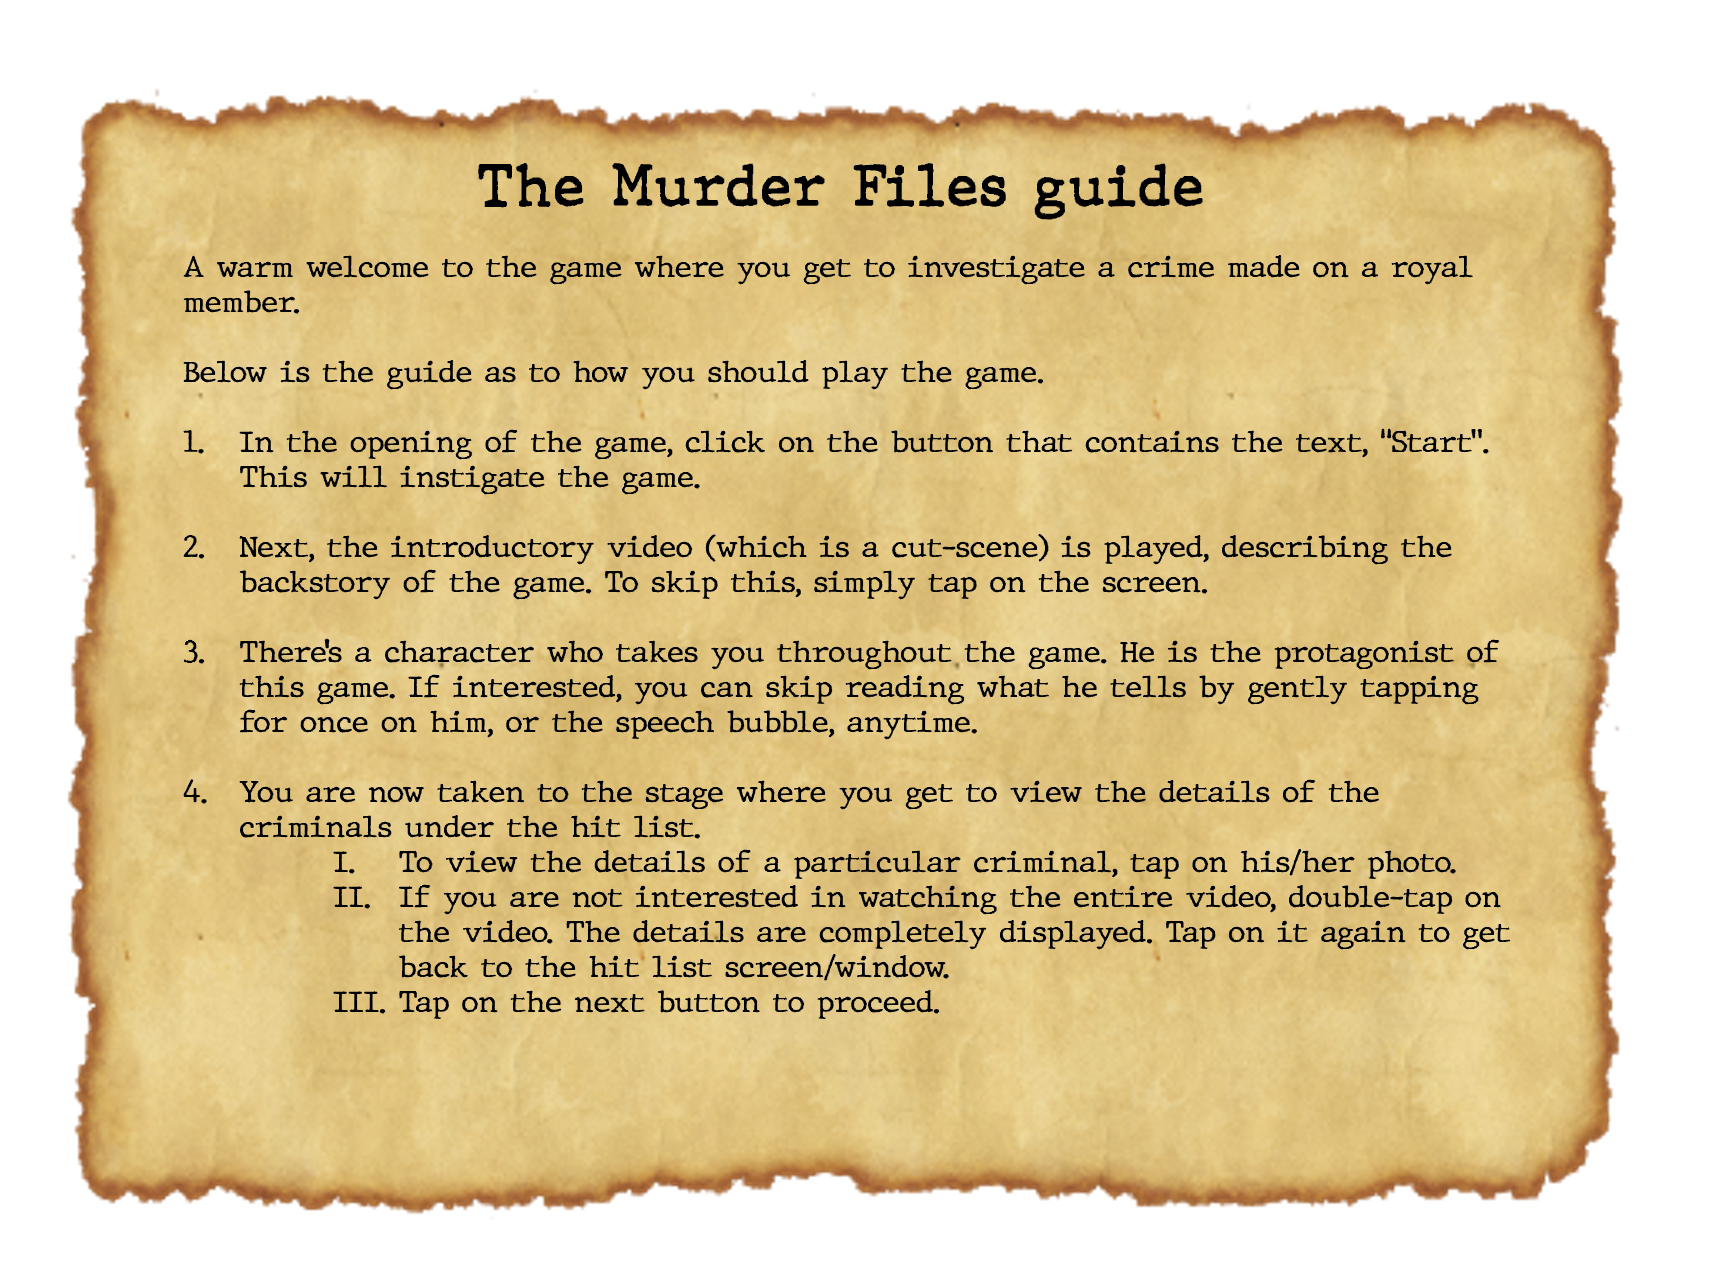 The Murder Files guide
A warm welcome to the game where you get to investigate a crime made on a royal
member.
Below is the guide as to how you should play the game.
1. In the opening of the game, click on the button that contains the text, "Start".
This will instigate the game.
2. Next, the introductory video (which is a cut-scene) is played, describing the
backstory of the game. To skip this, simply tap on the screen.
3. There's a character who takes you throughout the game. He is the protagonist of
this game. If interested, you can skip reading what he tells by gently tapping
for once on him, or the speech bubble, anytime.
4. You are now taken to the stage where you get to view the details of the
criminals under the hit list.
I. To view the details of a particular criminal, tap on his/her photo.
II. If you are not interested in watching the entire video, double-tap on
the video. The details are completely displayed. Tap on it again to get
back to the hit list screen/window.
III. Tap on the next button to proceed.